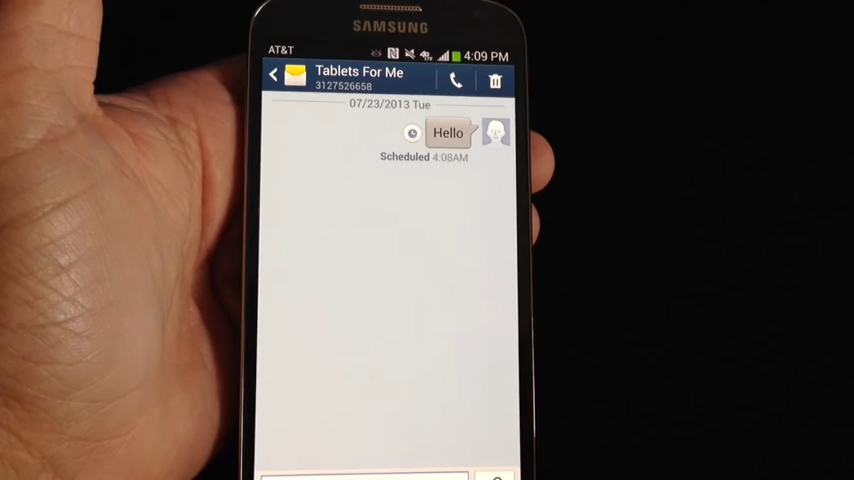 SAMSUNG
AT&T 4:09 PM
Tablets For Me
3127526658
07/23/2013 Tue
Hello
Scheduled 4:08AM